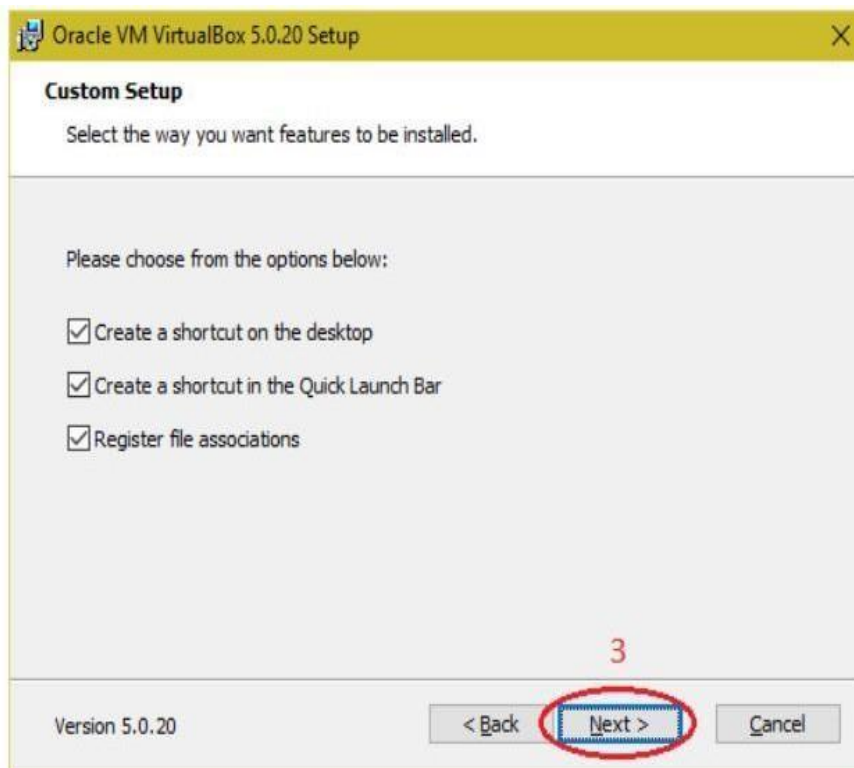 Oracle VM VirtualBox 5.0.20 Setup
Custom Setup
Select the way you want features to be installed.
Please choose from the options below:
Create a shortcut on the desktop
Create a shortcut in the Quick Launch Bar
Register file associations
3
Version 5.0.20 < Back Next > Cancel